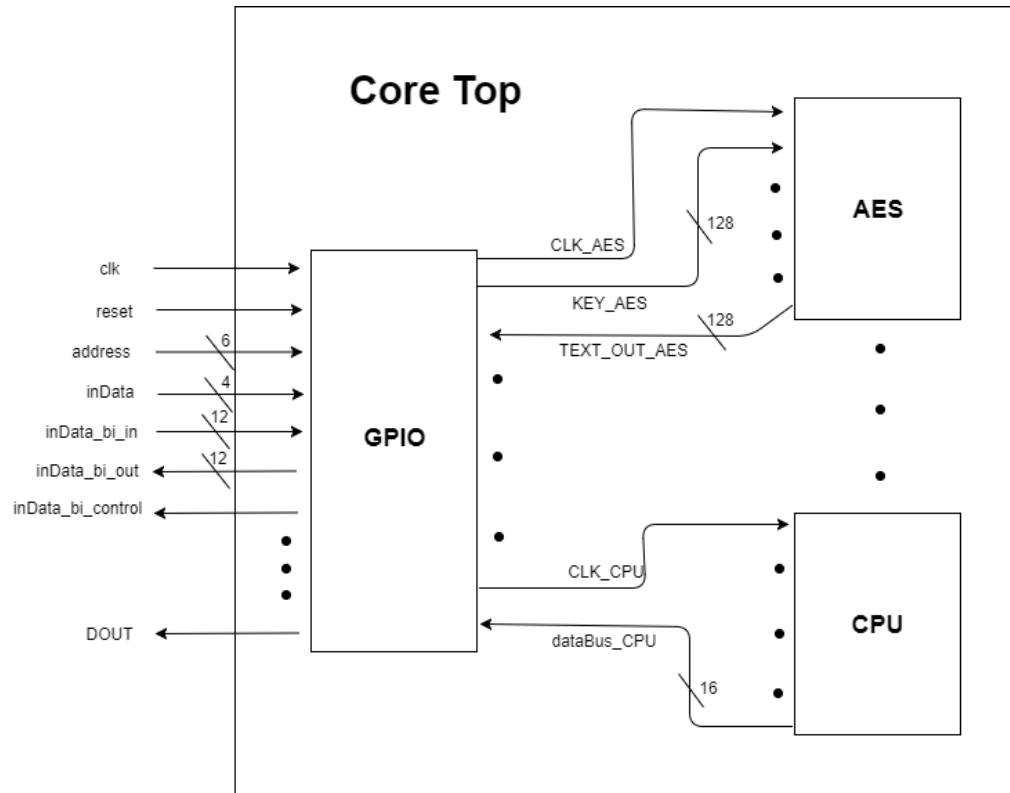 Core Top
AES
CLK_AES
128
KEY_AES
128
TEXT_OUT_AES
clk
reset
address
6
inData
4
inData_bi_in
12
inData_bi_out
12
inData_bi_control
DOUT
GPIO
CLK_CPU
dataBus_CPU
16
CPU